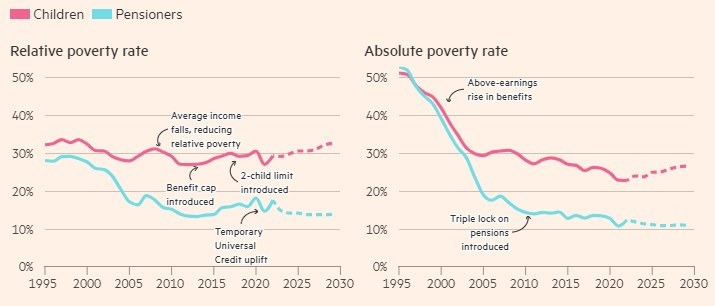 Children Pensioners
Relative poverty rate
50%
40%
30%
20%
10%
0%
1995 2000 2005 2010 2015 2020 2025 2030
Average income
falls, reducing
relative poverty
Benefit cap
introduced
2-child limit
introduced
Temporary
Universal
Credit uplift
Absolute poverty rate
50%
40%
30%
20%
10%
0%
1995 2000 2005 2010 2015 2020 2025 2030
Above-earnings
rise in benefits
Triple lock on
pensions
introduced